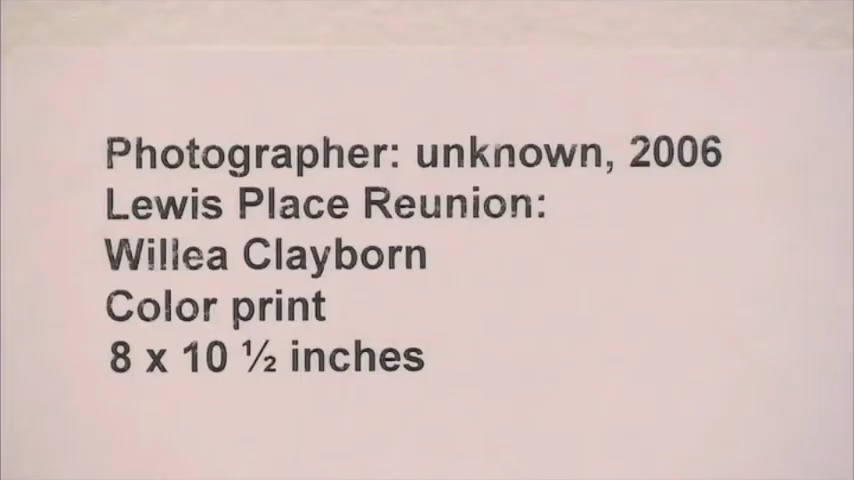 Photographer: unknown, 2006
Lewis Place Reunion:
Willea Clayborn
Color print
8 x 10 ½ inches